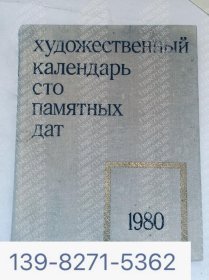 художественный
календарь
сто
памятных
дат
1980
139-8271-5362